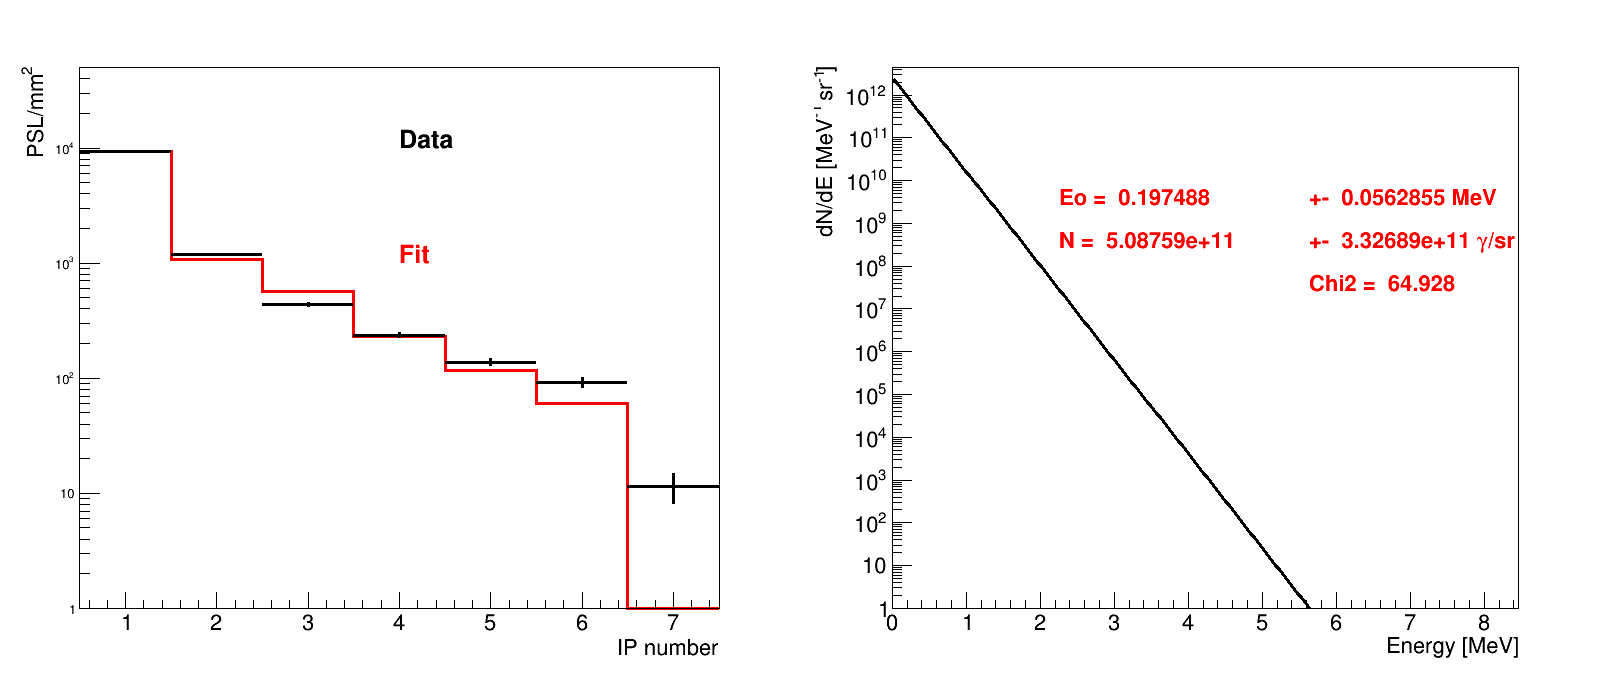 PSL/mm²
10⁴
10³
10²
10
1
Data
Fit
1 2 3 4 5 6 7
IP number
dN/dE [MeV⁻¹ sr⁻¹]
10¹²
10¹¹
10¹⁰
10⁹
10⁸
10⁷
10⁶
10⁵
10⁴
10³
10²
10
1
Eo = 0.197488 +- 0.0562855 MeV
N = 5.08759e+11 +- 3.32689e+11 γ/sr
Chi2 = 64.928
0 1 2 3 4 5 6 7 8
Energy [MeV]